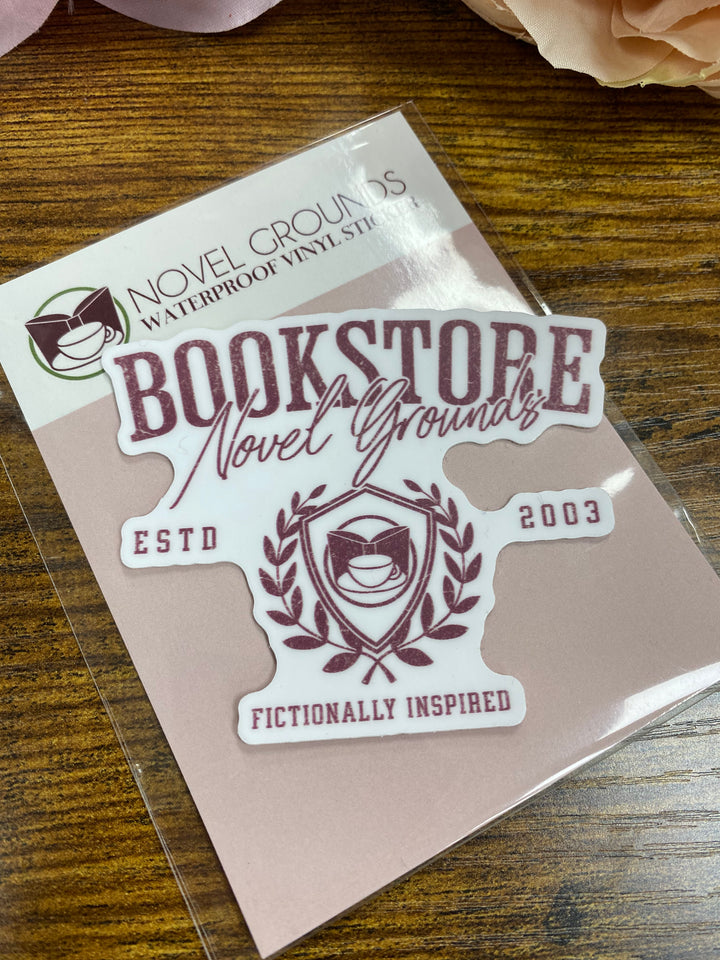 NOVEL GROUNDS
WATERPROOF VINYL STICKER
BOOKSTORE
Novel Grounds
ESTD 2003
FICTIONALLY INSPIRED